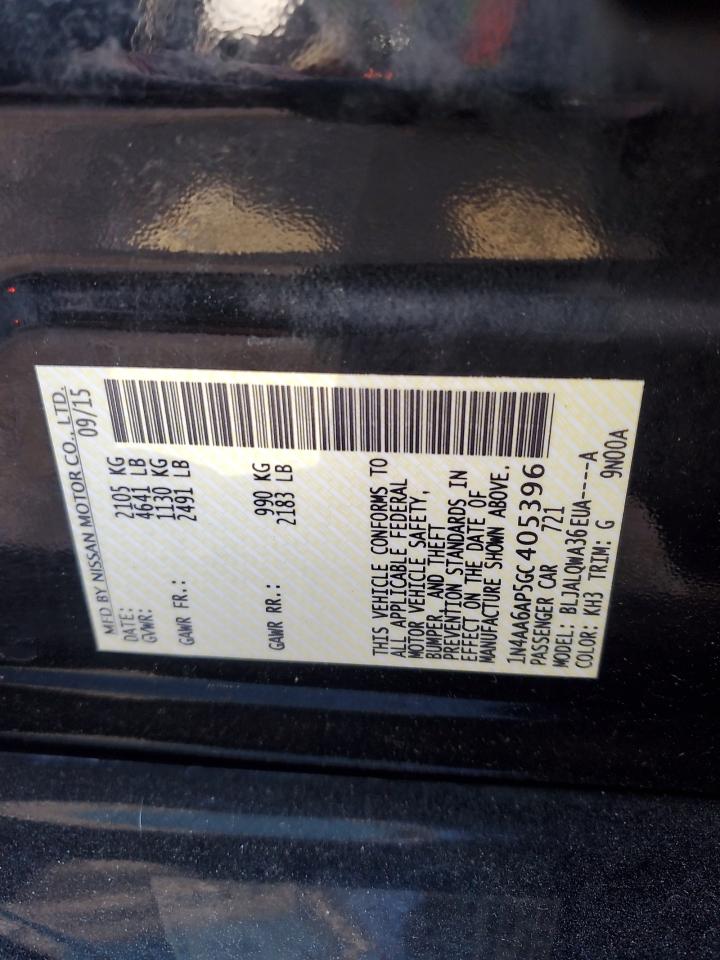 MFD BY NISSAN MOTOR CO., LTD.
DATE: 09/15
GVWR: 2105 KG
4641 LB
GAWR FR.: 1130 KG
2491 LB
GAWR RR.: 990 KG
2183 LB
THIS VEHICLE CONFORMS TO
ALL APPLICABLE FEDERAL
MOTOR VEHICLE SAFETY,
BUMPER, AND THEFT
PREVENTION STANDARDS IN
EFFECT ON THE DATE OF
MANUFACTURE SHOWN ABOVE.
1N4AA6AP5GC405396
PASSENGER CAR 721
MODEL: BLJALQWA36EUA----A
COLOR: KH3 TRIM: G 9N00A